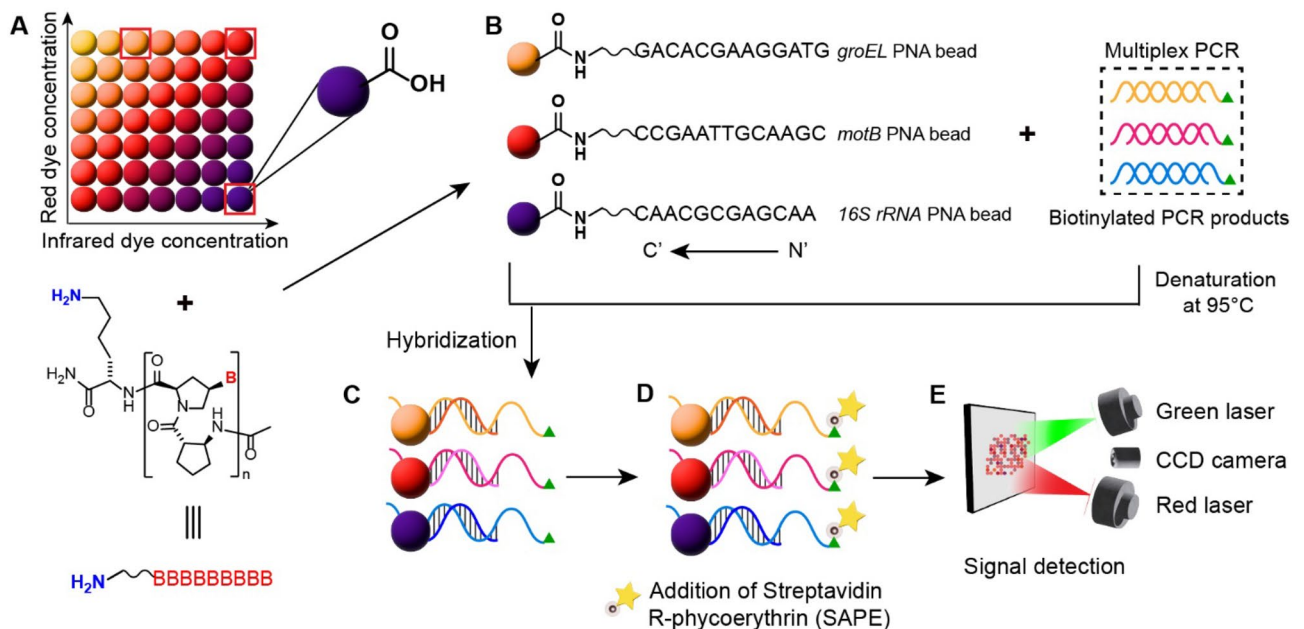 A
Red dye concentration
Infrared dye concentration
O
OH
+
H₂N
H₂N
O
N
H
O
B
N
O
H
N
O
n
H₂N BBBBBBBBB
B
O
N
H
GACACGAAGGATG groEL PNA bead
O
N
H
CCGAATTGCAAGC motB PNA bead
O
N
H
CAACGCGAGCAA 16S rRNA PNA bead
C' N'
+
Multiplex PCR
Biotinylated PCR products
Denaturation
at 95°C
Hybridization
C
D
Addition of Streptavidin
R-phycoerythrin (SAPE)
E
Green laser
CCD camera
Red laser
Signal detection